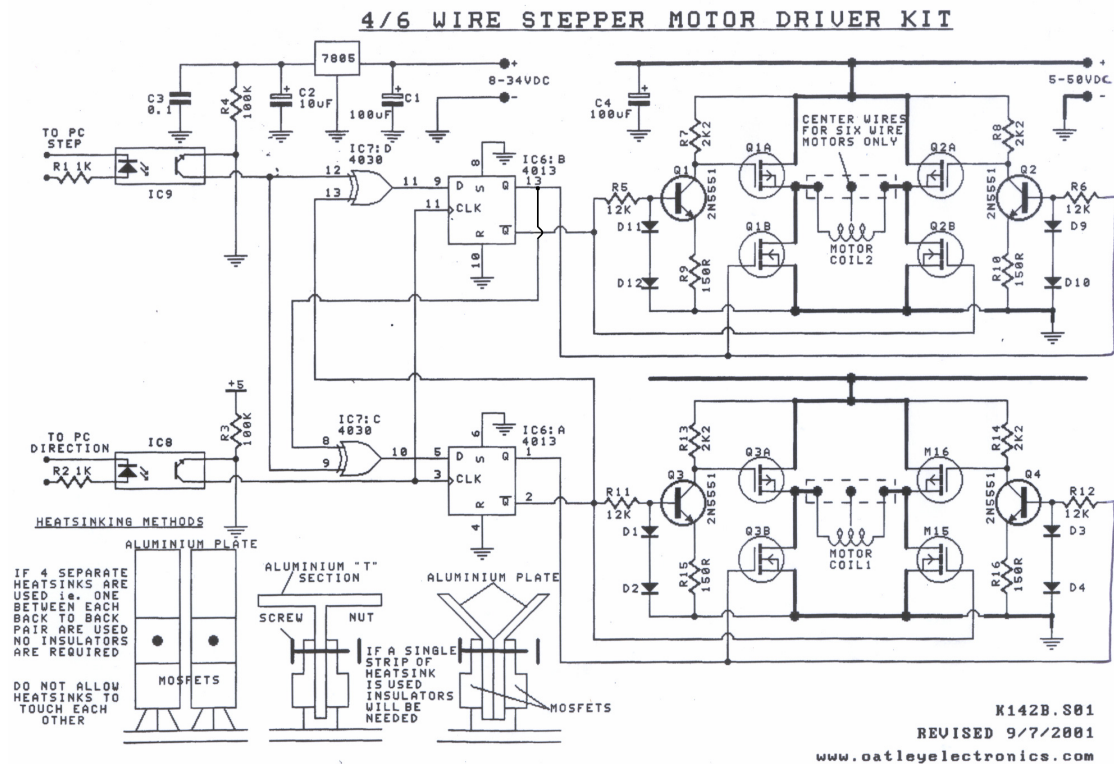 4/6 WIRE STEPPER MOTOR DRIVER KIT
7805
+
8-34VDC
-
C3
0.1
R4
100K
+
C2
10uF
+
C1
100uF
+
C4
100uF
+
5-50VDC
-
TO PC
STEP
R1 1K
IC9
IC7:D
4030
12
13
11
IC6:B
4013
8
9
11
D
S
Q
CLK
R
Q
13
10
CENTER WIRES
FOR SIX WIRE
MOTORS ONLY
R7
2K2
R8
2K2
Q1A
Q2A
Q1
2N5551
Q2
2N5551
R5
12K
R6
12K
D11
D12
D9
D10
Q1B
Q2B
MOTOR
COIL2
R9
150R
R10
150R
+5
R3
100K
TO PC
DIRECTION
R2 1K
IC8
IC7:C
4030
8
9
10
IC6:A
4013
6
5
3
D
S
Q
CLK
R
Q
1
2
4
R13
2K2
R14
2K2
Q3A
M16
Q3
2N5551
Q4
2N5551
R11
12K
R12
12K
D1
D2
D3
D4
Q3B
M15
MOTOR
COIL1
R15
150R
R16
150R
HEATSINKING METHODS
ALUMINIUM PLATE
IF 4 SEPARATE
HEATSINKS ARE
USED ie. ONE
BETWEEN EACH
BACK TO BACK
PAIR ARE USED
NO INSULATORS
ARE REQUIRED
DO NOT ALLOW
HEATSINKS TO
TOUCH EACH
OTHER
MOSFETS
ALUMINIUM "T"
SECTION
SCREW
NUT
IF A SINGLE
STRIP OF
HEATSINK
IS USED
INSULATORS
WILL BE
NEEDED
ALUMINIUM PLATE
MOSFETS
K142B.S01
REVISED 9/7/2001
www.oatleyelectronics.com